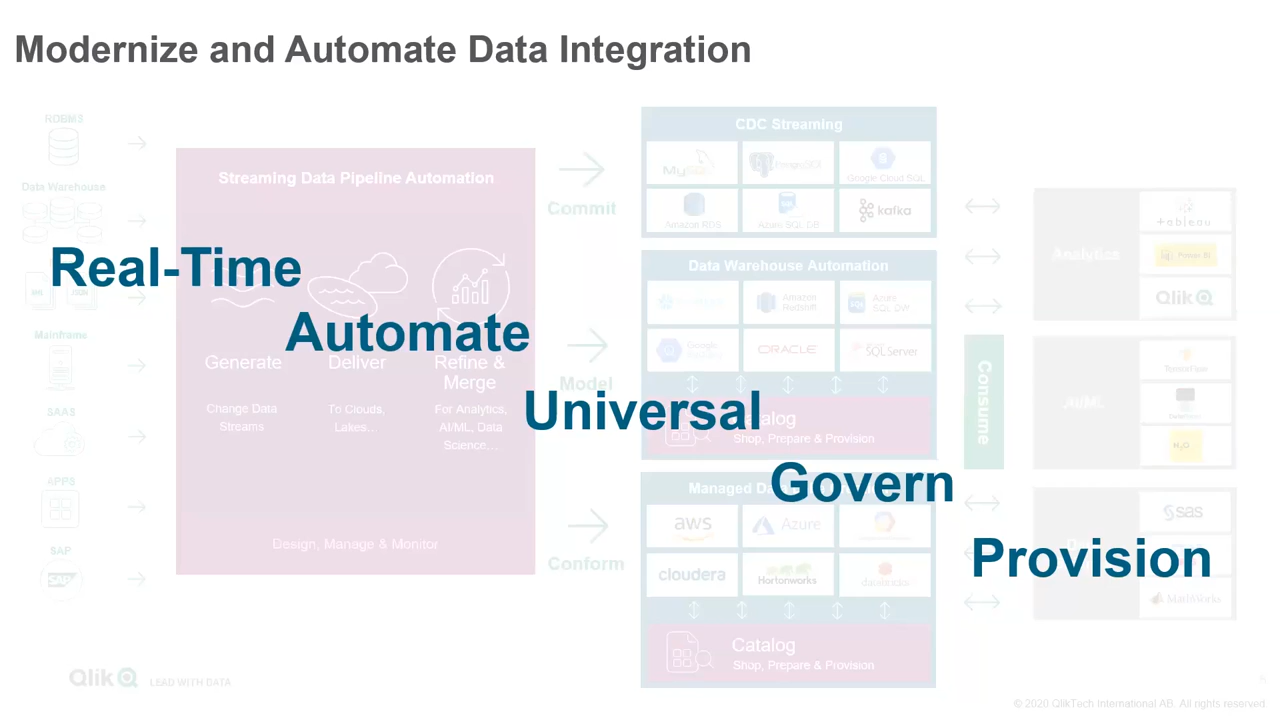 Modernize and Automate Data Integration
Data Warehouse
Mainframe
SAAS
APPS
SAP
SAP
Streaming Data Pipeline Automation
Generate
Change Data
Streams
Deliver
To Clouds,
Lakes...
Refine &
Merge
For Analytics,
AI/ML, Data
Science...
Design, Manage & Monitor
Commit
Model
Conform
CDC Streaming
MySQL
PostgreSQL
Google Cloud SQL
Amazon RDS
Azure SQL DB
kafka
Data Warehouse Automation
Amazon
Redshift
Azure
SQL DW
Google
ORACLE
SQL Server
Catalog
Shop, Prepare & Provision
Managed Data
aws
Azure
cloudera
Hortonworks
databricks
Catalog
Shop, Prepare & Provision
Consume
Analytics
+ableau
Power BI
Qlik
AI/ML
TensorFlow
H2O
sas
MathWorks
Real-Time
Automate
Universal
Govern
Provision
Qlik
LEAD WITH DATA
© 2020 QlikTech International AB. All rights reserved